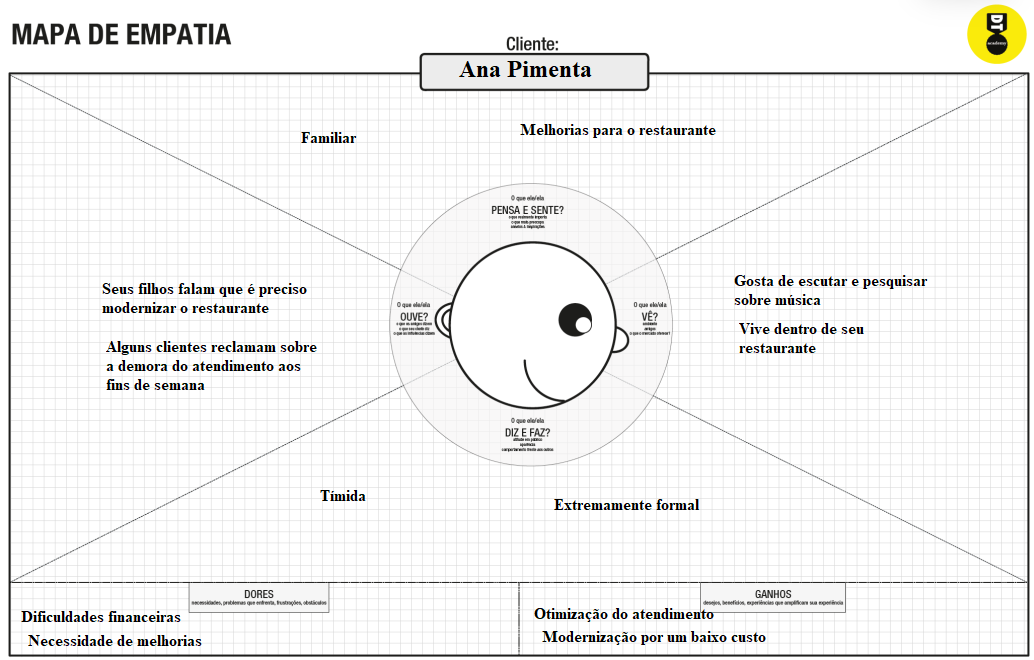 MAPA DE EMPATIA
DT
academy
Cliente:
Ana Pimenta
Familiar
Melhorias para o restaurante
O que ele/ela
PENSA E SENTE?
o que realmente importa
o que mais preocupa
anseios & inspirações
Seus filhos falam que é preciso
modernizar o restaurante
Alguns clientes reclamam sobre
a demora do atendimento aos
fins de semana
O que ele/ela
OUVE?
o que os amigos dizem
o que seu chefe diz
o que os influências dizem
O que ele/ela
VÊ?
ambiente
amigos
o que o mercado oferece?
Gosta de escutar e pesquisar
sobre música
Vive dentro de seu
restaurante
O que ele/ela
DIZ E FAZ?
atitude em público
aparência
comportamento frente aos outros
Tímida
Extremamente formal
DORES
necessidades, problemas que enfrenta, frustrações, obstáculos
Dificuldades financeiras
Necessidade de melhorias
GANHOS
desejos, benefícios, experiências que amplificam sua experiência
Otimização do atendimento
Modernização por um baixo custo